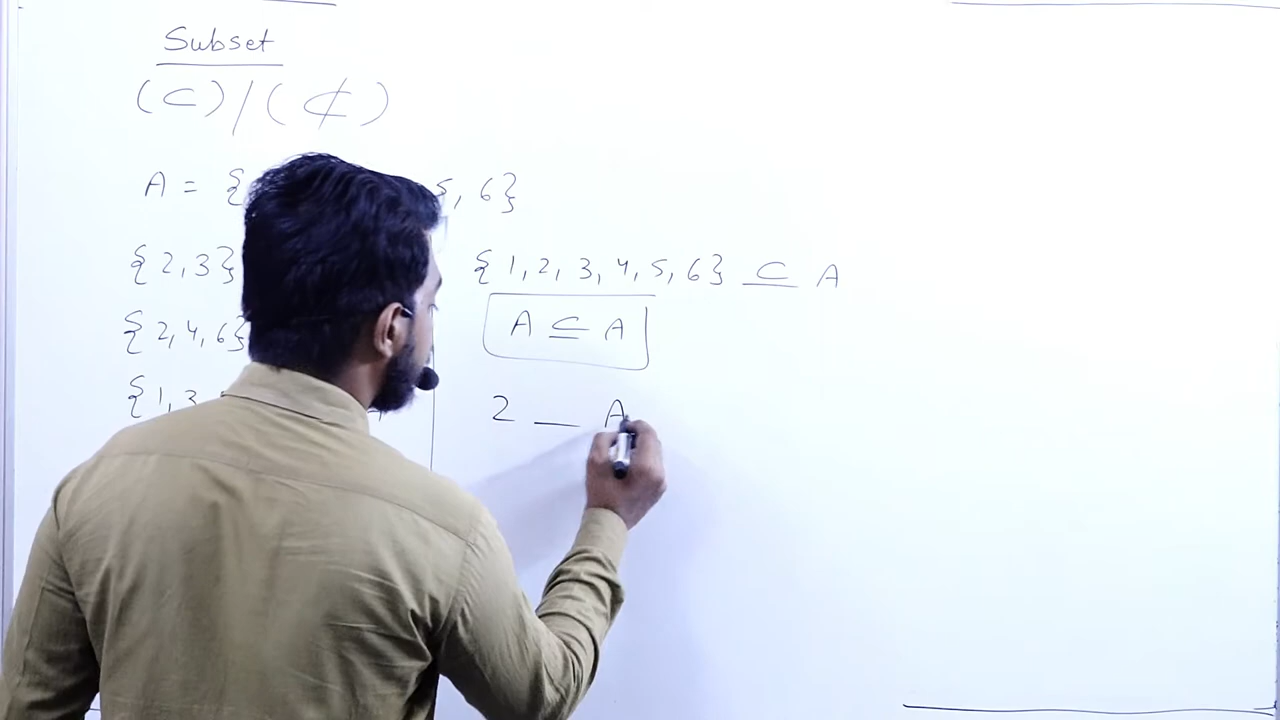 Subset
(⊂)/(⊄)
A = { 5, 6}
{2,3}
{2,4,6}
{1,3
{1,2,3,4,5,6} ⊂ A
A ⊆ A
2 __ A